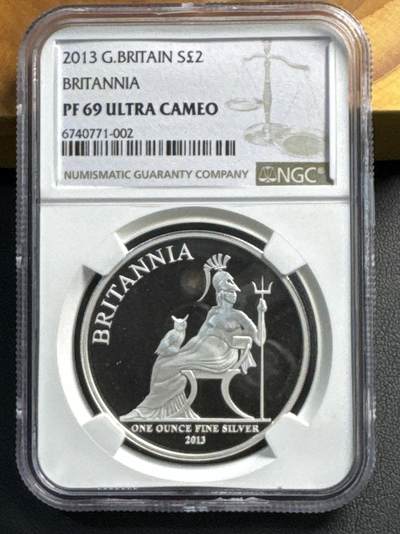 2013 G.BRITAIN S£2
BRITANNIA
PF 69 ULTRA CAMEO
6740771-002
NUMISMATIC GUARANTY COMPANY
NGC®
BRITANNIA
ONE OUNCE FINE SILVER
2013